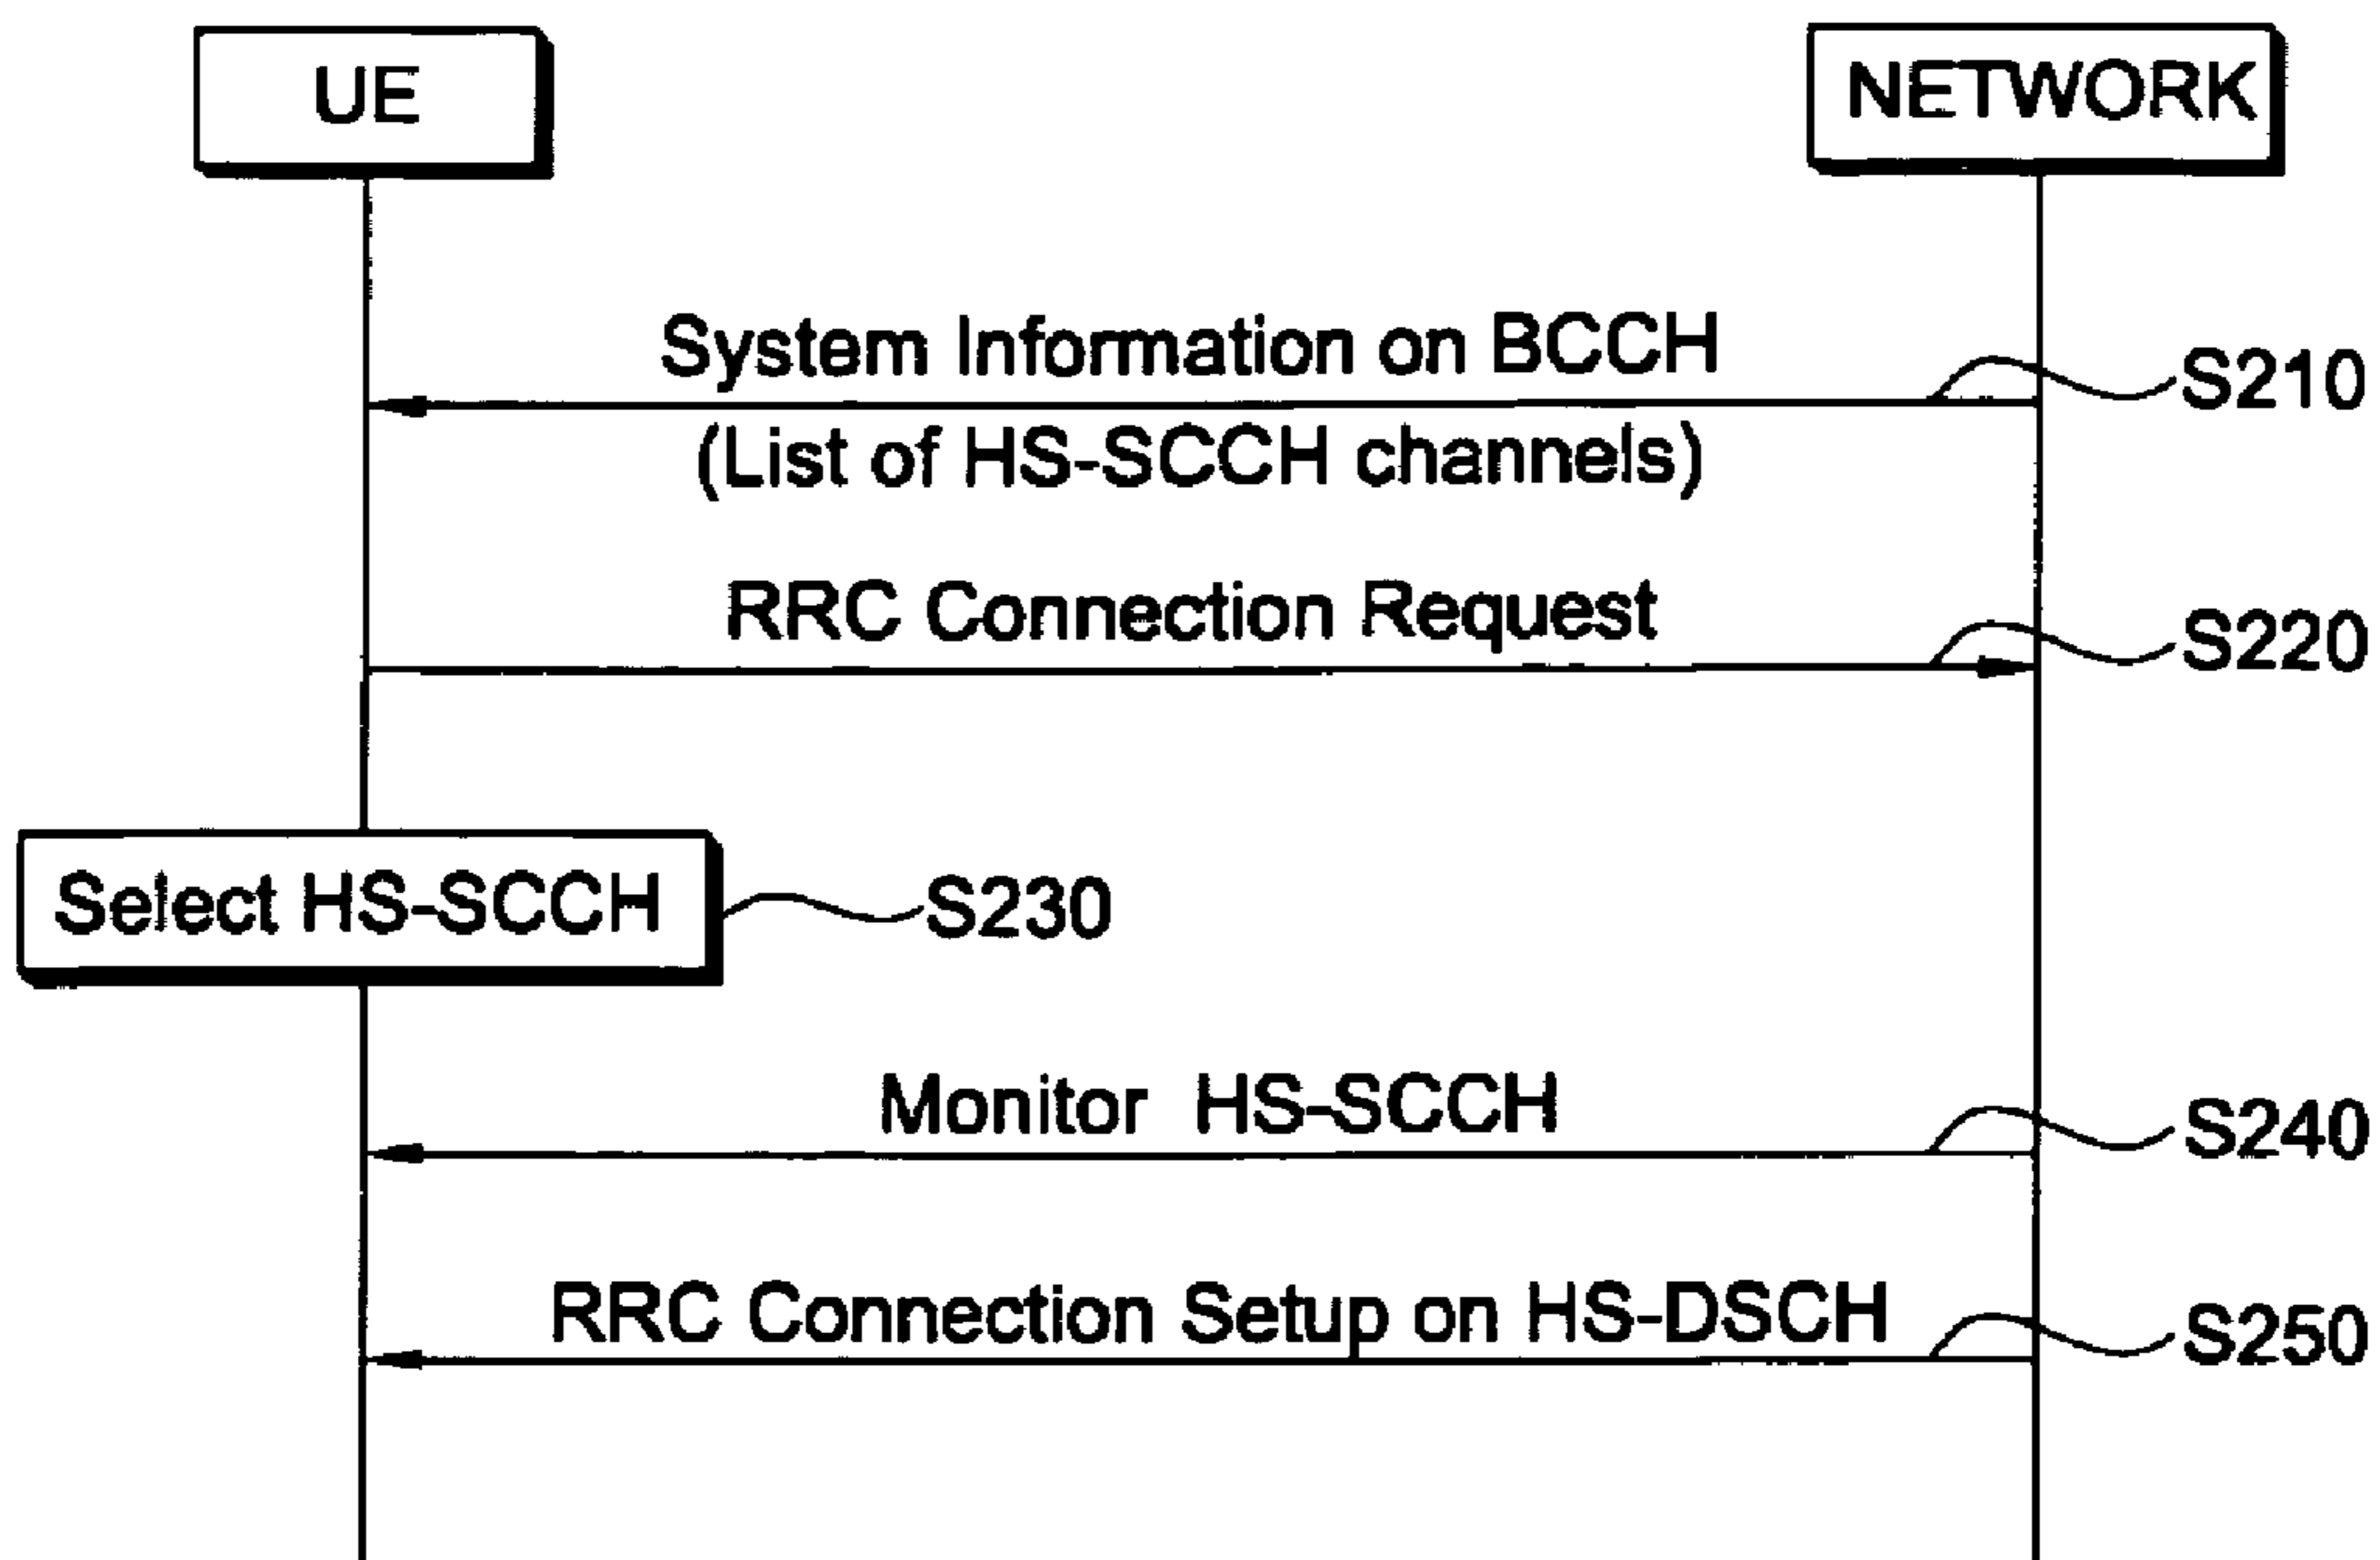 UE
NETWORK
System Information on BCCH
S210
(List of HS-SCCH channels)
RRC Connection Request
S220
Select HS-SCCH
S230
Monitor HS-SCCH
S240
RRC Connection Setup on HS-DSCH
S250